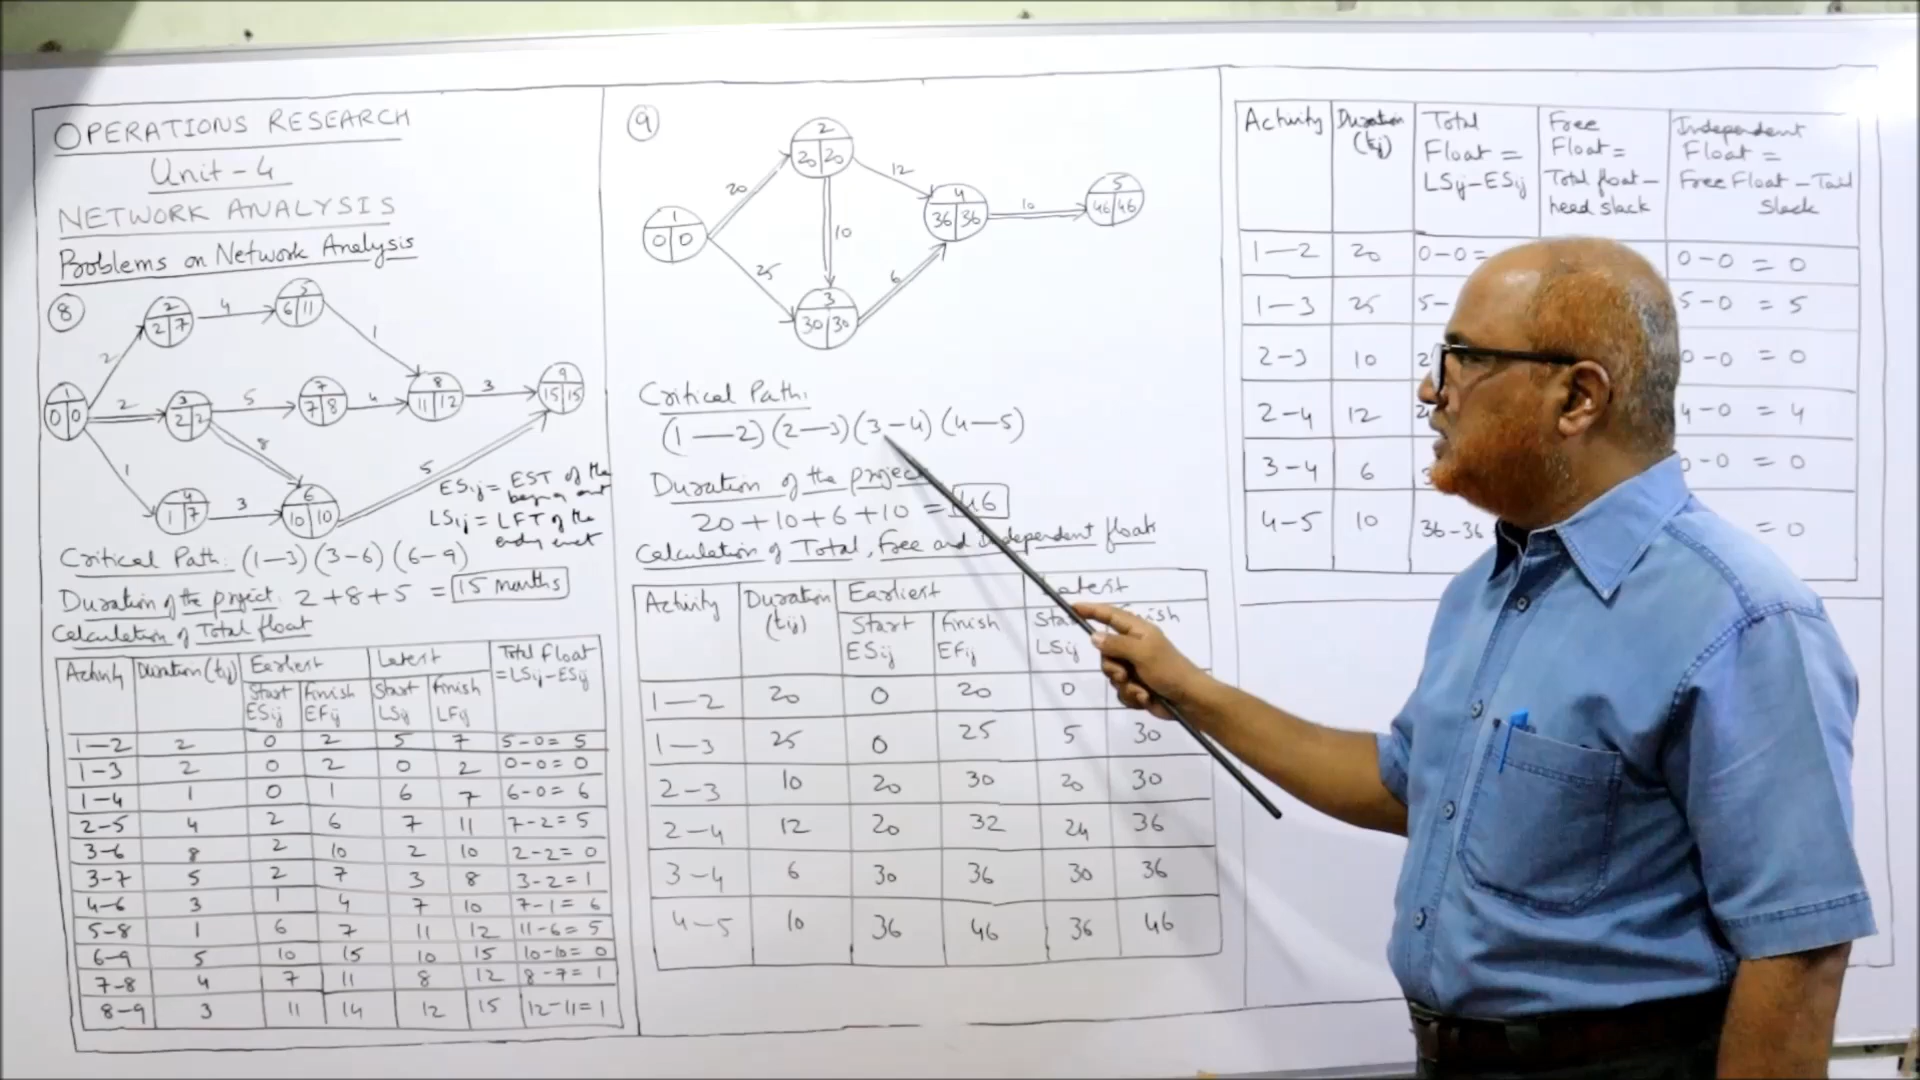 OPERATIONS RESEARCH
Unit - 4
NETWORK ANALYSIS
Problems on Network Analysis
8
1
0 0
2
2 7
3
2 2
4
1 7
5
6 11
6
10 10
7
7 8
8
11 12
9
15 15
2
4
1
2
5
4
3
8
1
3
5
ESij = EST of the
LSij = LFT of the
Critical Path: (1-3) (3-6) (6-9)
Duration of the project: 2+8+5 = 15 months
Calculation of Total float
Activity Duration (tij) Earliest Latest Total Float = LSij-ESij
Start ESij Finish EFij Start LSij Finish LFij
1-2 2 0 2 5 7 5-0= 5
1-3 2 0 2 0 2 0-0= 0
1-4 1 0 1 6 7 6-0= 6
2-5 4 2 6 7 11 7-2= 5
3-6 8 2 10 2 10 2-2= 0
3-7 5 2 7 3 8 3-2= 1
4-6 3 1 4 7 10 7-1= 6
5-8 1 6 7 11 12 11-6= 5
6-9 5 10 15 10 15 10-10= 0
7-8 4 7 11 8 12 8-7= 1
8-9 3 11 14 12 15 12-11=1
9
1
0 0
2
20 20
3
30 30
4
36 36
5
46 46
20
12
10
25
6
10
Critical Path:
(1-2) (2-3) (3-4) (4-5)
Duration of the project
20+10+6+10 = 46
Calculation of Total, Free and Independent float
Activity Duration (tij) Earliest Latest
Start ESij Finish EFij Start LSij
1-2 20 0 20 0
1-3 25 0 25 5 30
2-3 10 20 30 20 30
2-4 12 20 32 24 36
3-4 6 30 36 30 36
4-5 10 36 46 36 46
Activity Duration (tij) Total Float = LSij-ESij Free Float = Total float - head slack Independent Float = Free Float - Tail Slack
1-2 20 0-0= 0-0 = 0
1-3 25 5- 5-0 = 5
2-3 10 0-0 = 0
2-4 12 4-0 = 4
3-4 6 0-0 = 0
4-5 10 36-36 = 0